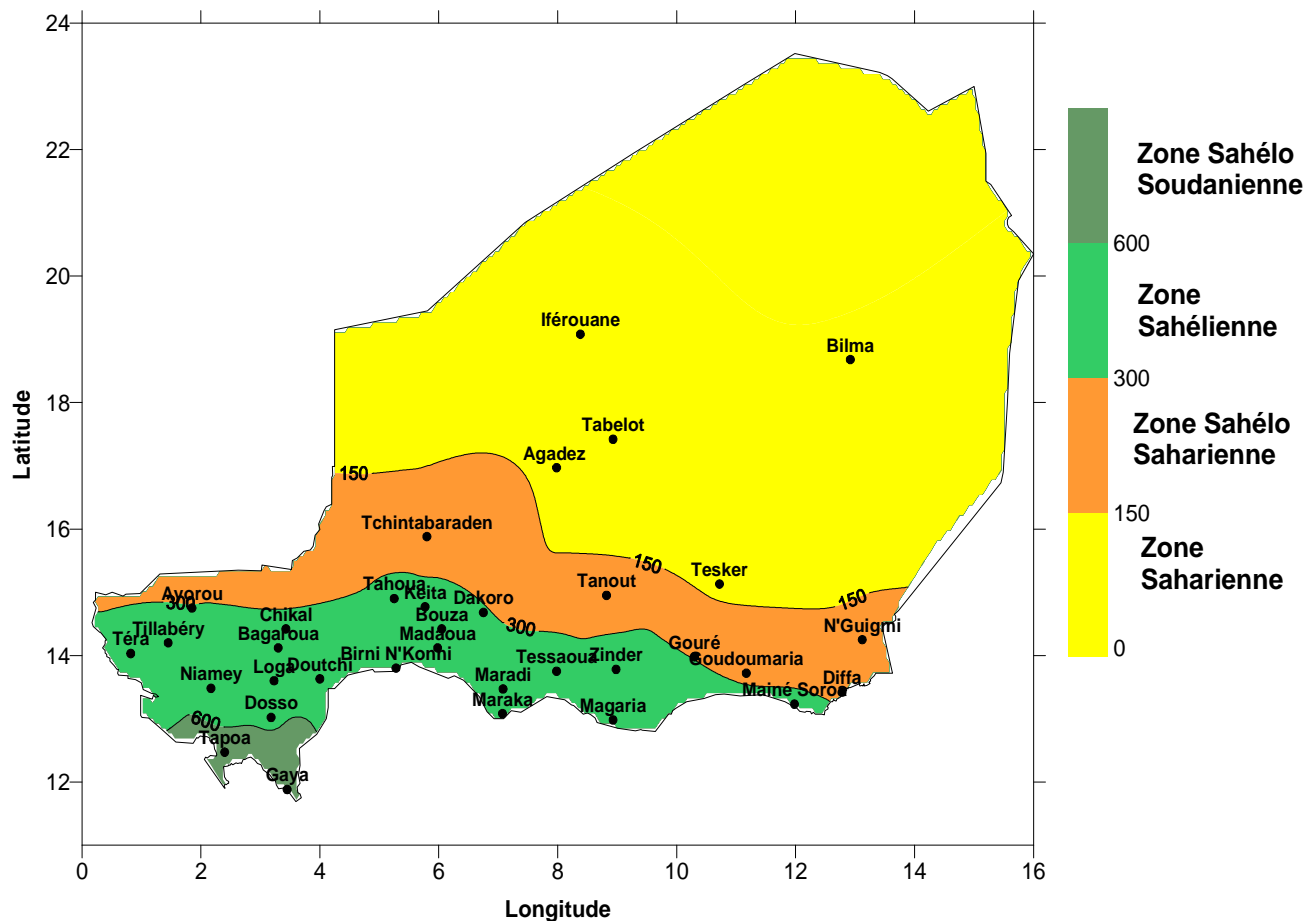 24
22
20
18
16
14
12
Latitude
0
2
4
6
8
10
12
14
16
Longitude
Iférouane
Bilma
Tabelot
Agadez
150
Tchintabaraden
150
Tesker
Tanout
150
Tahoua
Keita
Dakoro
Ayorou
300
Chikal
Bouza
300
N'Guigmi
Tillabéry
Téra
Bagaroua
Madaoua
Gouré
Birni N'Konni
Tessaoua
Zinder
Goudoumaria
Loga
Doutchi
Niamey
Maradi
Diffa
Mainé Soroa
Dosso
Maraka
Magaria
600
Tapoa
Gaya
Zone Sahélo
Soudanienne
600
Zone
Sahélienne
300
Zone Sahélo
Saharienne
150
Zone
Saharienne
0